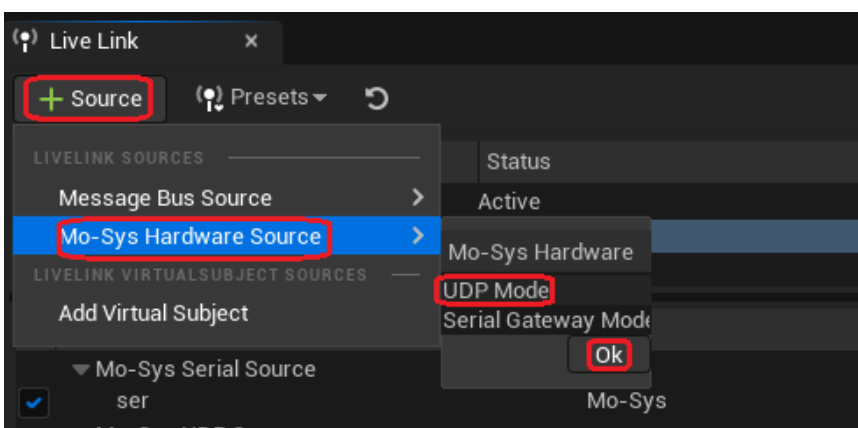 Live Link ×
+ Source Presets
LIVELINK SOURCES
Status
Message Bus Source
Active
Mo-Sys Hardware Source
Mo-Sys Hardware
LIVELINK VIRTUALSUBJECT SOURCES
UDP Mode
Add Virtual Subject
Serial Gateway Mode
Ok
Mo-Sys Serial Source
ser
Mo-Sys